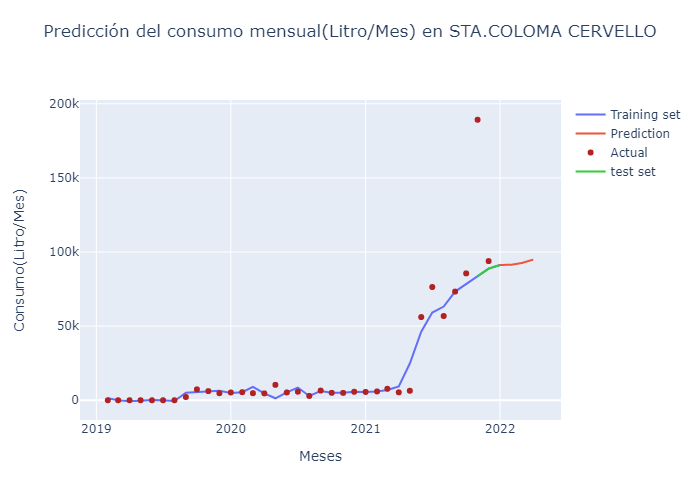 Predicción del consumo mensual(Litro/Mes) en STA.COLOMA CERVELLO
200k
150k
100k
50k
0
Consumo(Litro/Mes)
2019
2020
2021
2022
Meses
Training set
Prediction
Actual
test set